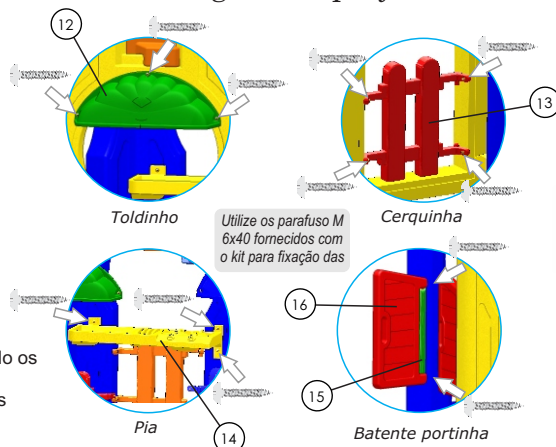 12
Toldinho
13
Cerquinha
Utilize os parafuso M
6x40 fornecidos com
o kit para fixação das
do os
s
14
Pia
16
15
Batente portinha